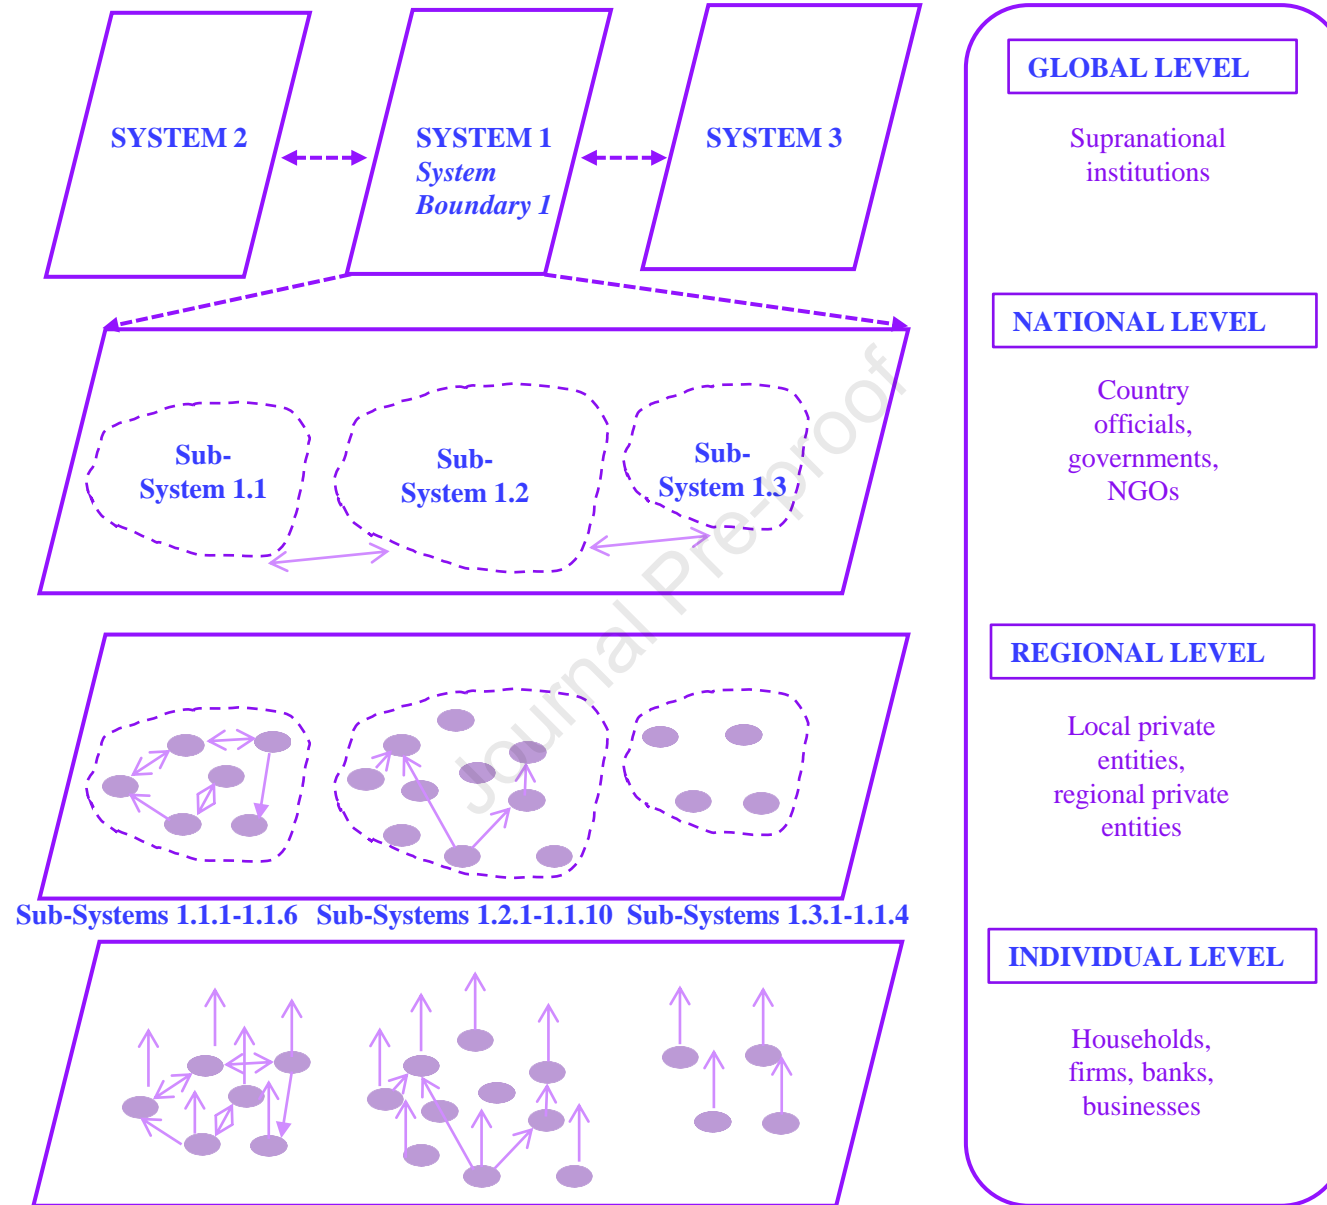 SYSTEM 2
SYSTEM 1
System
Boundary 1
SYSTEM 3
GLOBAL LEVEL
Supranational
institutions
NATIONAL LEVEL
Country
officials,
governments,
NGOs
Sub-
System 1.1
Sub-
System 1.2
Sub-
System 1.3
Journal Pre-proof
REGIONAL LEVEL
Local private
entities,
regional private
entities
Sub-Systems 1.1.1-1.1.6
Sub-Systems 1.2.1-1.1.10
Sub-Systems 1.3.1-1.1.4
INDIVIDUAL LEVEL
Households,
firms, banks,
businesses